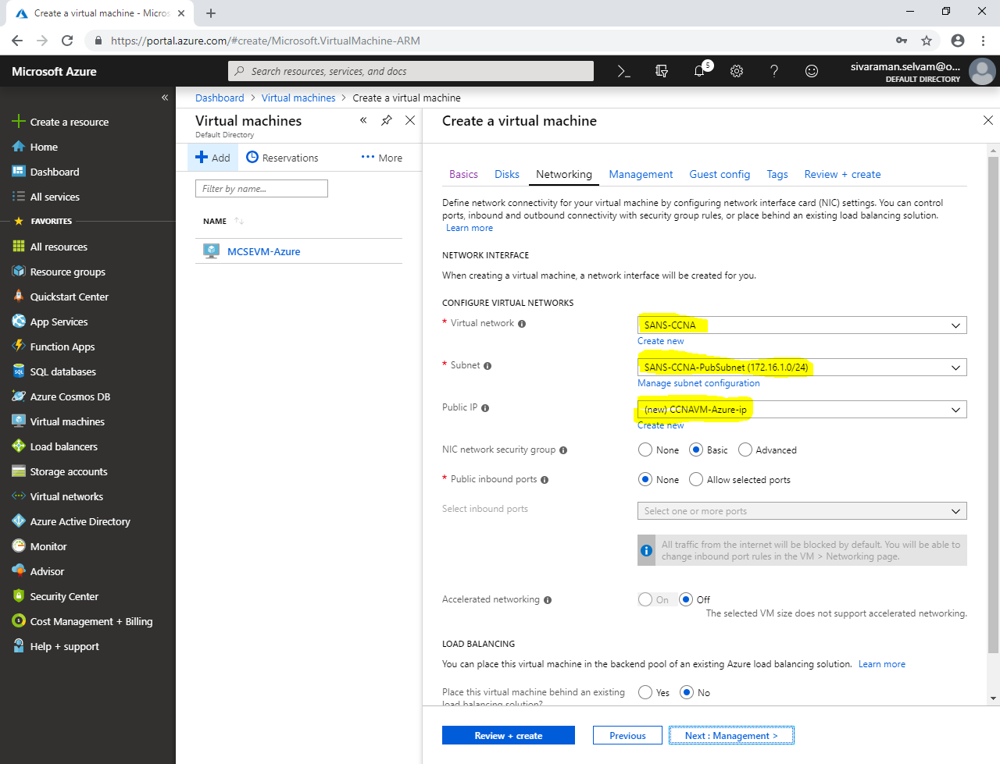 Create a virtual machine - Micros
https://portal.azure.com/#create/Microsoft.VirtualMachine-ARM
Microsoft Azure
Search resources, services, and docs
5
sivaraman.selvam@o...
DEFAULT DIRECTORY
Create a resource
Home
Dashboard
All services
FAVORITES
All resources
Resource groups
Quickstart Center
App Services
Function Apps
SQL databases
Azure Cosmos DB
Virtual machines
Load balancers
Storage accounts
Virtual networks
Azure Active Directory
Monitor
Advisor
Security Center
Cost Management + Billing
Help + support
Dashboard > Virtual machines > Create a virtual machine
Virtual machines
Default Directory
Add Reservations ••• More
Filter by name...
NAME
MCSEVM-Azure
Create a virtual machine
Basics Disks Networking Management Guest config Tags Review + create
Define network connectivity for your virtual machine by configuring network interface card (NIC) settings. You can control
ports, inbound and outbound connectivity with security group rules, or place behind an existing load balancing solution.
Learn more
NETWORK INTERFACE
When creating a virtual machine, a network interface will be created for you.
CONFIGURE VIRTUAL NETWORKS
* Virtual network SANS-CCNA
Create new
* Subnet SANS-CCNA-PubSubnet (172.16.1.0/24)
Manage subnet configuration
Public IP (new) CCNAVM-Azure-ip
Create new
NIC network security group None Basic Advanced
* Public inbound ports None Allow selected ports
Select inbound ports Select one or more ports
All traffic from the internet will be blocked by default. You will be able to
change inbound port rules in the VM > Networking page.
Accelerated networking On Off
The selected VM size does not support accelerated networking.
LOAD BALANCING
You can place this virtual machine in the backend pool of an existing Azure load balancing solution. Learn more
Place this virtual machine behind an existing Yes No
load balancing solution?
Review + create Previous Next : Management >